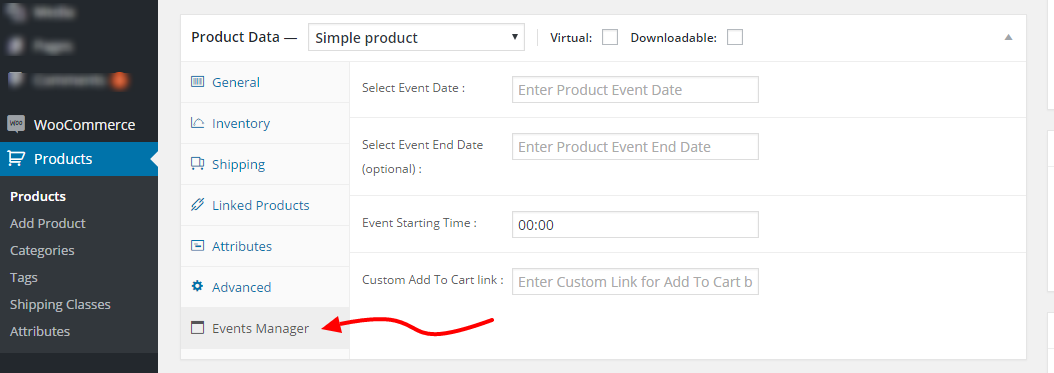 Media
Pages
Comments
WooCommerce
Products
Products
Add Product
Categories
Tags
Shipping Classes
Attributes
Product Data — Simple product Virtual: Downloadable:
General
Inventory
Shipping
Linked Products
Attributes
Advanced
Events Manager
Select Event Date : Enter Product Event Date
Select Event End Date
(optional) : Enter Product Event End Date
Event Starting Time : 00:00
Custom Add To Cart link : Enter Custom Link for Add To Cart b